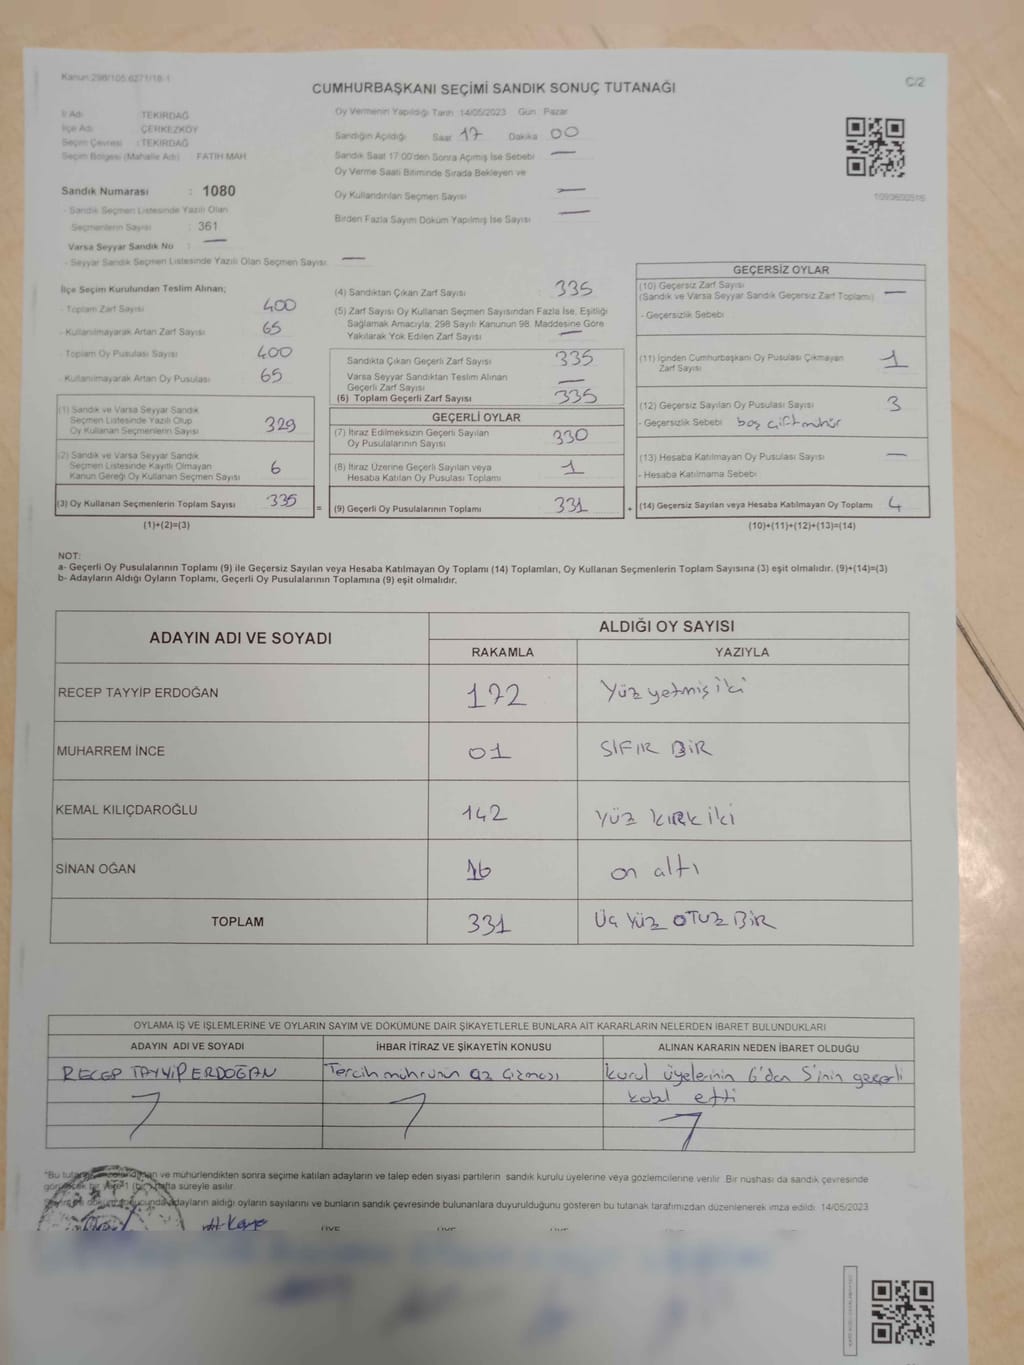 Kanun:298/105.6271/18-1
C/2
CUMHURBAŞKANI SEÇİMİ SANDIK SONUÇ TUTANAĞI
İl Adı : TEKİRDAĞ
İlçe Adı : ÇERKEZKÖY
Seçim Çevresi : TEKİRDAĞ
Seçim Bölgesi (Mahalle Adı) : FATİH MAH
Sandık Numarası : 1080
- Sandık Seçmen Listesinde Yazılı Olan
Seçmenlerin Sayısı : 361
Varsa Seyyar Sandık No : —
- Seyyar Sandık Seçmen Listesinde Yazılı Olan Seçmen Sayısı: —
Oy Vermenin Yapıldığı Tarih 14/05/2023 Gün: Pazar
Sandığın Açıldığı Saat 17 Dakika 00
Sandık Saat 17:00'den Sonra Açılmış İse Sebebi —
Oy Verme Saati Bitiminde Sırada Bekleyen ve
Oy Kullandırılan Seçmen Sayısı —
Birden Fazla Sayım Döküm Yapılmış İse Sayısı —
İlçe Seçim Kurulundan Teslim Alınan;
- Toplam Zarf Sayısı 400
- Kullanılmayarak Artan Zarf Sayısı 65
- Toplam Oy Pusulası Sayısı 400
- Kullanılmayarak Artan Oy Pusulası 65
(1) Sandık ve Varsa Seyyar Sandık
Seçmen Listesinde Yazılı Olup
Oy Kullanan Seçmenlerin Sayısı 329
(2) Sandık ve Varsa Seyyar Sandık
Seçmen Listesinde Kayıtlı Olmayan
Kanun Gereği Oy Kullanan Seçmen Sayısı 6
(3) Oy Kullanan Seçmenlerin Toplam Sayısı 335
(1)+(2)=(3)
(4) Sandıktan Çıkan Zarf Sayısı 335
(5) Zarf Sayısı Oy Kullanan Seçmen Sayısından Fazla İse, Eşitliği
Sağlamak Amacıyla; 298 Sayılı Kanunun 98. Maddesine Göre
Yakılarak Yok Edilen Zarf Sayısı —
Sandıkta Çıkan Geçerli Zarf Sayısı 335
Varsa Seyyar Sandıktan Teslim Alınan
Geçerli Zarf Sayısı —
(6) Toplam Geçerli Zarf Sayısı 335
GEÇERLİ OYLAR
(7) İtiraz Edilmeksizin Geçerli Sayılan
Oy Pusulalarının Sayısı 330
(8) İtiraz Üzerine Geçerli Sayılan veya
Hesaba Katılan Oy Pusulası Toplamı 1
= (9) Geçerli Oy Pusulalarının Toplamı 331
GEÇERSİZ OYLAR
(10) Geçersiz Zarf Sayısı
(Sandık ve Varsa Seyyar Sandık Geçersiz Zarf Toplamı) —
- Geçersizlik Sebebi :
(11) İçinden Cumhurbaşkanı Oy Pusulası Çıkmayan
Zarf Sayısı 1
(12) Geçersiz Sayılan Oy Pusulası Sayısı 3
- Geçersizlik Sebebi : boş çift mühür
(13) Hesaba Katılmayan Oy Pusulası Sayısı —
- Hesaba Katılmama Sebebi :
+ (14) Geçersiz Sayılan veya Hesaba Katılmayan Oy Toplamı 4
(10)+(11)+(12)+(13)=(14)
NOT:
a- Geçerli Oy Pusulalarının Toplamı (9) ile Geçersiz Sayılan veya Hesaba Katılmayan Oy Toplamı (14) Toplamları, Oy Kullanan Seçmenlerin Toplam Sayısına (3) eşit olmalıdır. (9)+(14)=(3)
b- Adayların Aldığı Oyların Toplamı, Geçerli Oy Pusulalarının Toplamına (9) eşit olmalıdır.
ADAYIN ADI VE SOYADI
ALDIĞI OY SAYISI
RAKAMLA YAZIYLA
RECEP TAYYİP ERDOĞAN 172 Yüz yetmiş iki
MUHARREM İNCE 01 SIFIR BİR
KEMAL KILIÇDAROĞLU 142 YÜZ KIRK iki
SİNAN OĞAN 16 on altı
TOPLAM 331 Üç YÜZ OTUZ BİR
OYLAMA İŞ VE İŞLEMLERİNE VE OYLARIN SAYIM VE DÖKÜMÜNE DAİR ŞİKAYETLERLE BUNLARA AİT KARARLARIN NELERDEN İBARET BULUNDUKLARI
ADAYIN ADI VE SOYADI İHBAR İTİRAZ VE ŞİKAYETİN KONUSU ALINAN KARARIN NEDEN İBARET OLDUĞU
RECEP TAYYİP ERDOĞAN Tercih mührünün az çıkması kurul üyelerinin 6'dan 5'inin geçerli
kabul etti
ve mühürlendikten sonra seçime katılan adayların ve talep eden siyasi partilerin sandık kurulu üyelerine veya gözlemcilerine verilir. Bir nüshası da sandık çevresinde
hafta süreyle asılır.
adayların aldığı oyların sayılarını ve bunların sandık çevresinde bulunanlara duyurulduğunu gösteren bu tutanak tarafımızdan düzenlenerek imza edildi. 14/05/2023